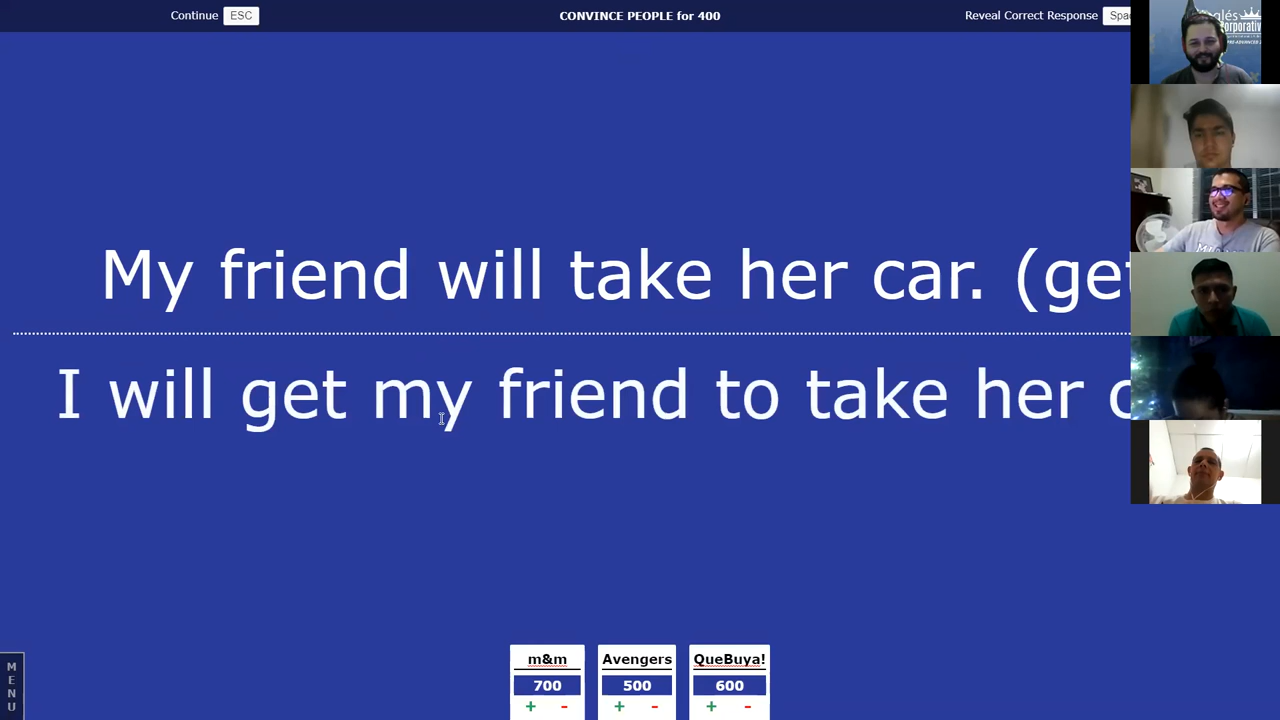 Continue ESC
CONVINCE PEOPLE for 400
Reveal Correct Response
My friend will take her car. (get
I will get my friend to take her
M
E
N
U
m&m
700
+ -
Avengers
500
+ -
QueBuya!
600
+ -